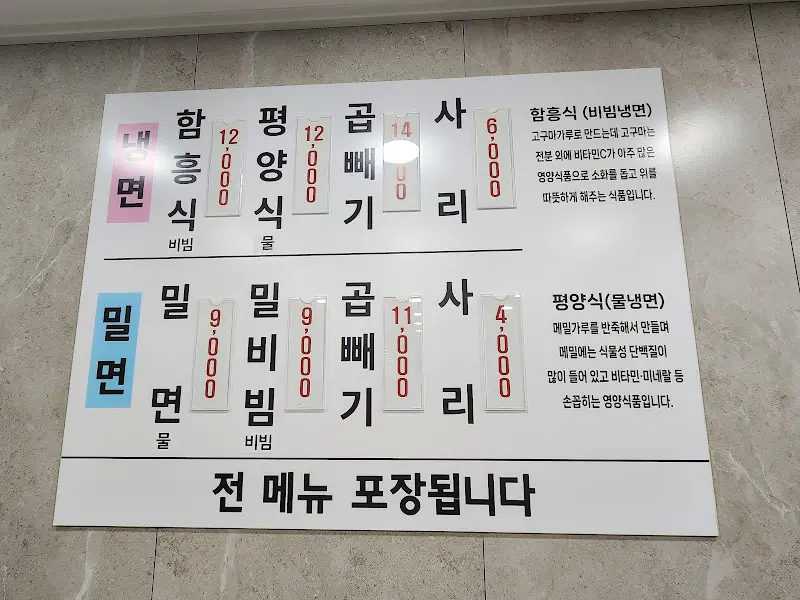 냉면
함흥식 비빔 12,000
평양식 물 12,000
곱빼기 14,000
사리 6,000
함흥식 (비빔냉면)
고구마가루로 만드는데 고구마는
전분 외에 비타민C가 아주 많은
영양식품으로 소화를 돕고 위를
따뜻하게 해주는 식품입니다.
밀면
밀면 물 9,000
밀비빔 비빔 9,000
곱빼기 11,000
사리 4,000
평양식(물냉면)
메밀가루를 반죽해서 만들며
메밀에는 식물성 단백질이
많이 들어 있고 비타민·미네랄 등
손꼽히는 영양식품입니다.
전 메뉴 포장됩니다